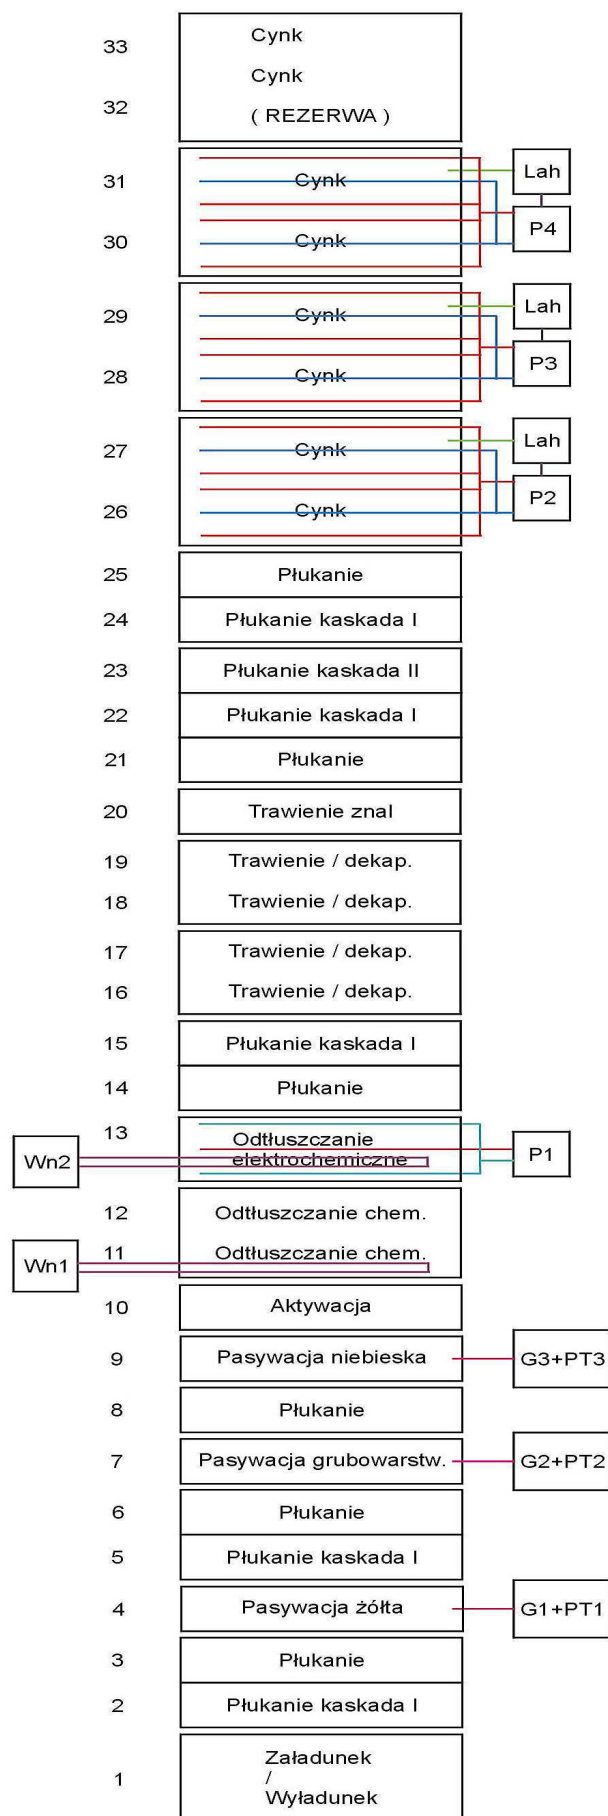 33 Cynk
Cynk
32 ( REZERWA )
31 Cynk Lah
30 Cynk P4
29 Cynk Lah
28 Cynk P3
27 Cynk Lah
26 Cynk P2
25 Płukanie
24 Płukanie kaskada I
23 Płukanie kaskada II
22 Płukanie kaskada I
21 Płukanie
20 Trawienie znal
19 Trawienie / dekap.
18 Trawienie / dekap.
17 Trawienie / dekap.
16 Trawienie / dekap.
15 Płukanie kaskada I
14 Płukanie
13 Odtłuszczanie
Wn2 elektrochemiczne P1
12 Odtłuszczanie chem.
11 Odtłuszczanie chem.
Wn1
10 Aktywacja
9 Pasywacja niebieska G3+PT3
8 Płukanie
7 Pasywacja grubowarstw. G2+PT2
6 Płukanie
5 Płukanie kaskada I
4 Pasywacja żółta G1+PT1
3 Płukanie
2 Płukanie kaskada I
Załadunek
1 /
Wyładunek